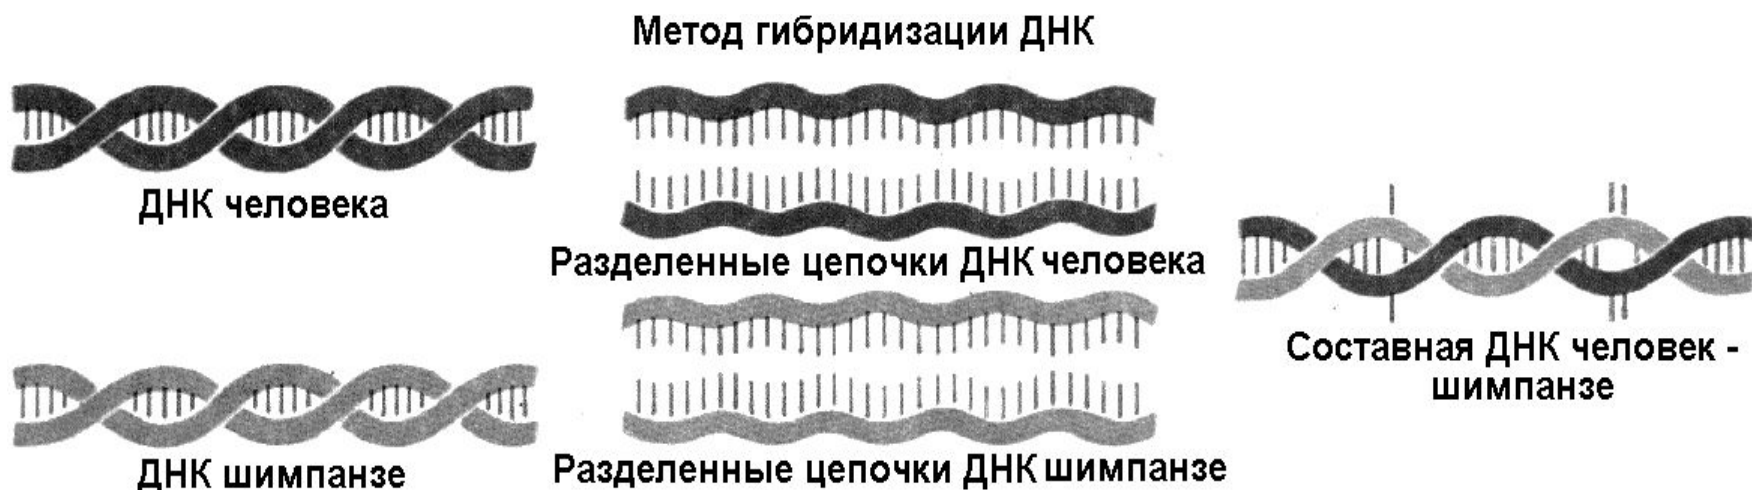 Метод гибридизации ДНК
ДНК человека
Разделенные цепочки ДНК человека
Составная ДНК человек -
шимпанзе
ДНК шимпанзе
Разделенные цепочки ДНК шимпанзе